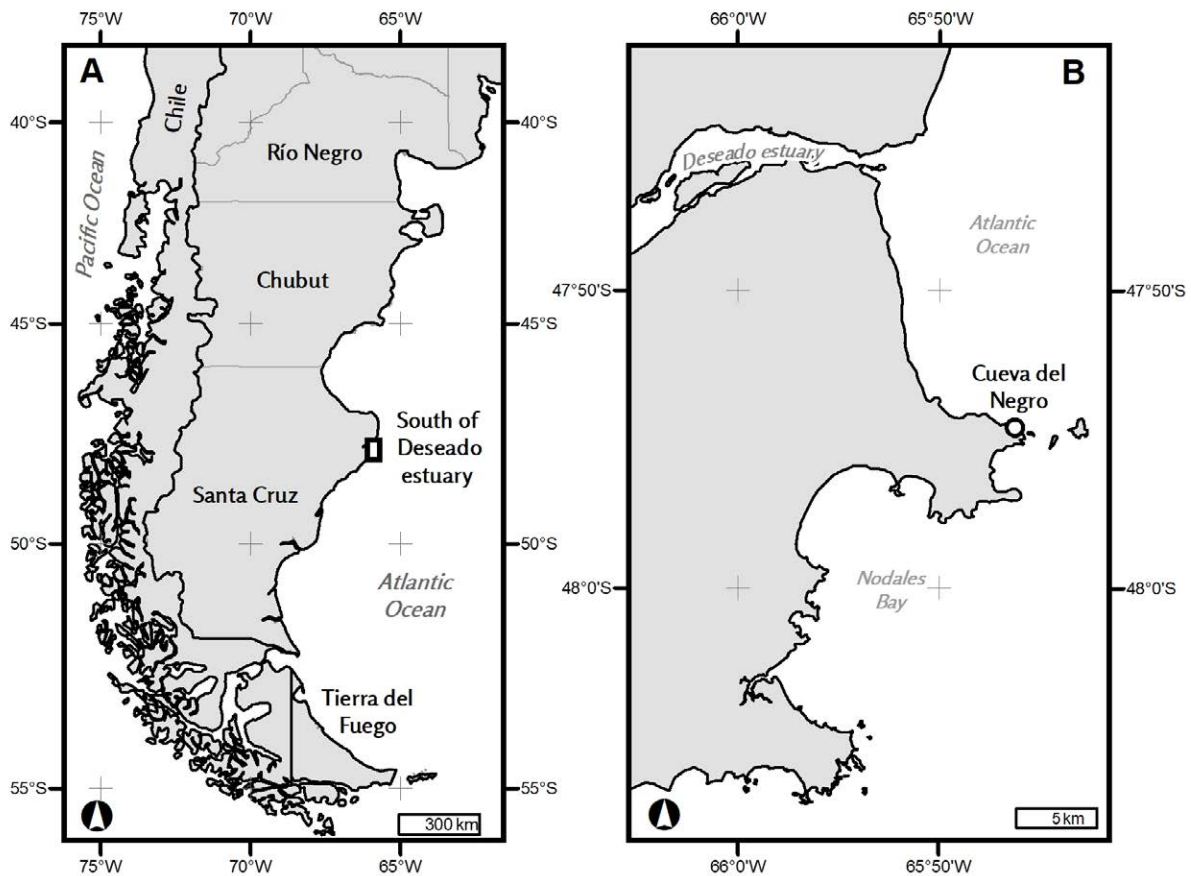 75°W 70°W 65°W
A
40°S
45°S
50°S
55°S
Chile
Pacific Ocean
Río Negro
Chubut
South of
Deseado
estuary
Santa Cruz
Atlantic
Ocean
Tierra del
Fuego
300 km
40°S
45°S
50°S
55°S
75°W 70°W 65°W
66°0'W 65°50'W
B
Deseado estuary
Atlantic
Ocean
47°50'S
47°50'S
Cueva del
Negro
Nodales
Bay
48°0'S
48°0'S
5 km
66°0'W 65°50'W